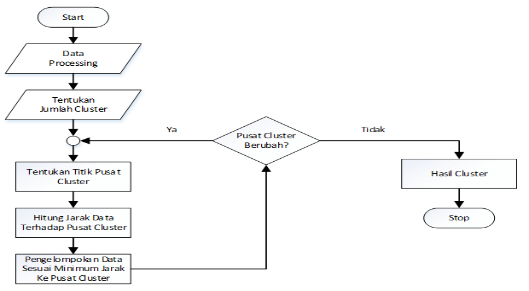 Start
Data
Processing
Tentukan
Jumlah Cluster
Ya
Pusat Cluster
Berubah?
Tidak
Tentukan Titik Pusat
Cluster
Hasil Cluster
Hitung Jarak Data
Terhadap Pusat Cluster
Stop
Pengelompokan Data
Sesuai Minimum Jarak
Ke Pusat Cluster